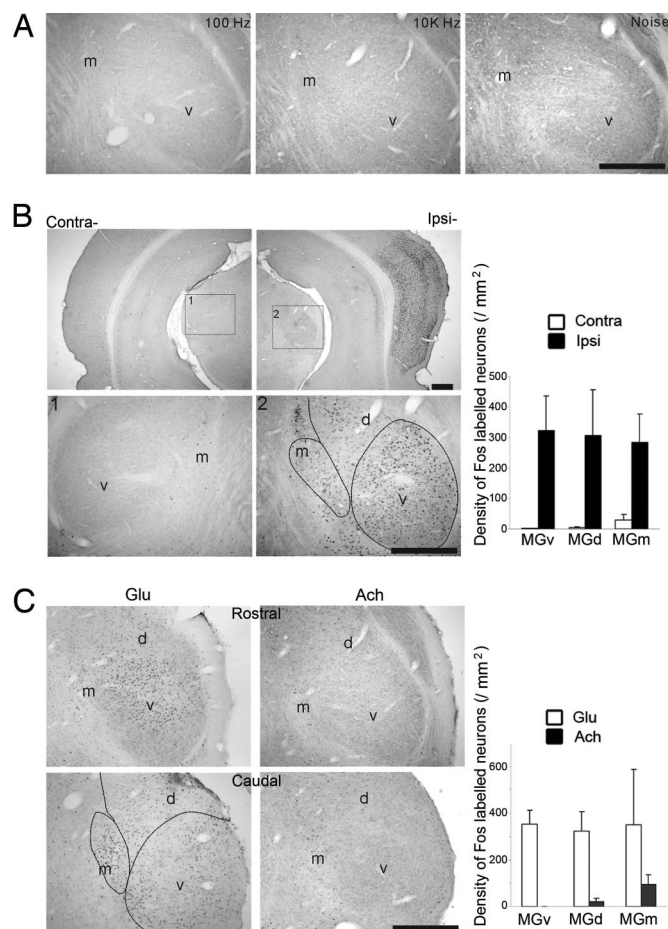 A
100 Hz
10K Hz
Noise
m
v
m
v
m
v
B
Contra-
Ipsi-
1
2
1
v
m
2
d
m
v
Density of Fos labelled neurons (/ mm²)
Contra
Ipsi
500
400
300
200
100
0
MGv MGd MGm
C
Glu
Ach
Rostral
d
m
v
d
m
v
Caudal
d
m
v
d
m
v
Density of Fos labelled neurons (/ mm²)
Glu
Ach
600
400
200
0
MGv MGd MGm